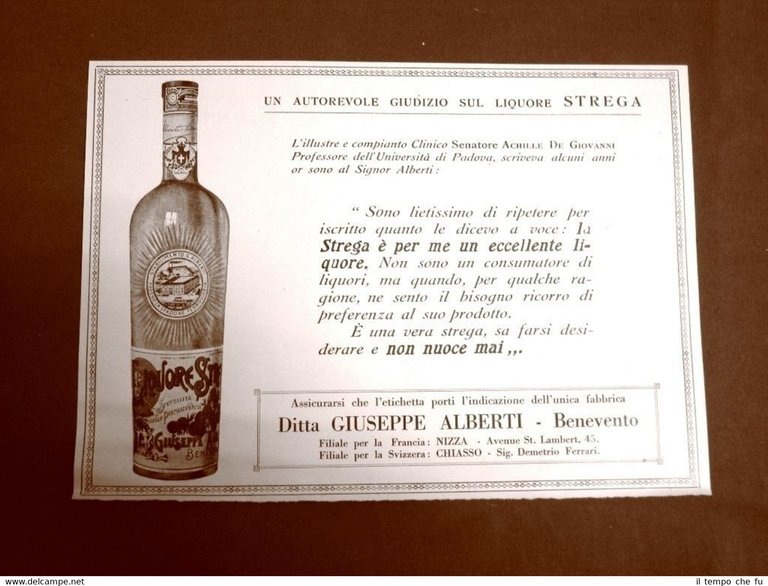 UN AUTOREVOLE GIUDIZIO SUL LIQUORE STREGA
L'illustre e compianto Clinico Senatore ACHILLE DE GIOVANNI
Professore dell'Università di Padova, scriveva alcuni anni
or sono al Signor Alberti:
“ Sono lietissimo di ripetere per
iscritto quanto le dicevo a voce: la
Strega è per me un eccellente li-
quore. Non sono un consumatore di
liquori, ma quando, per qualche ra-
gione, ne sento il bisogno ricorro di
preferenza al suo prodotto.
È una vera strega, sa farsi desi-
derare e non nuoce mai „.
LIQUORE ST
SPECIALITÀ
GIUSEPPE
BEN
Assicurarsi che l'etichetta porti l'indicazione dell'unica fabbrica
Ditta GIUSEPPE ALBERTI - Benevento
Filiale per la Francia: NIZZA - Avenue St. Lambert, 45.
Filiale per la Svizzera: CHIASSO - Sig. Demetrio Ferrari.
il tempo che fu